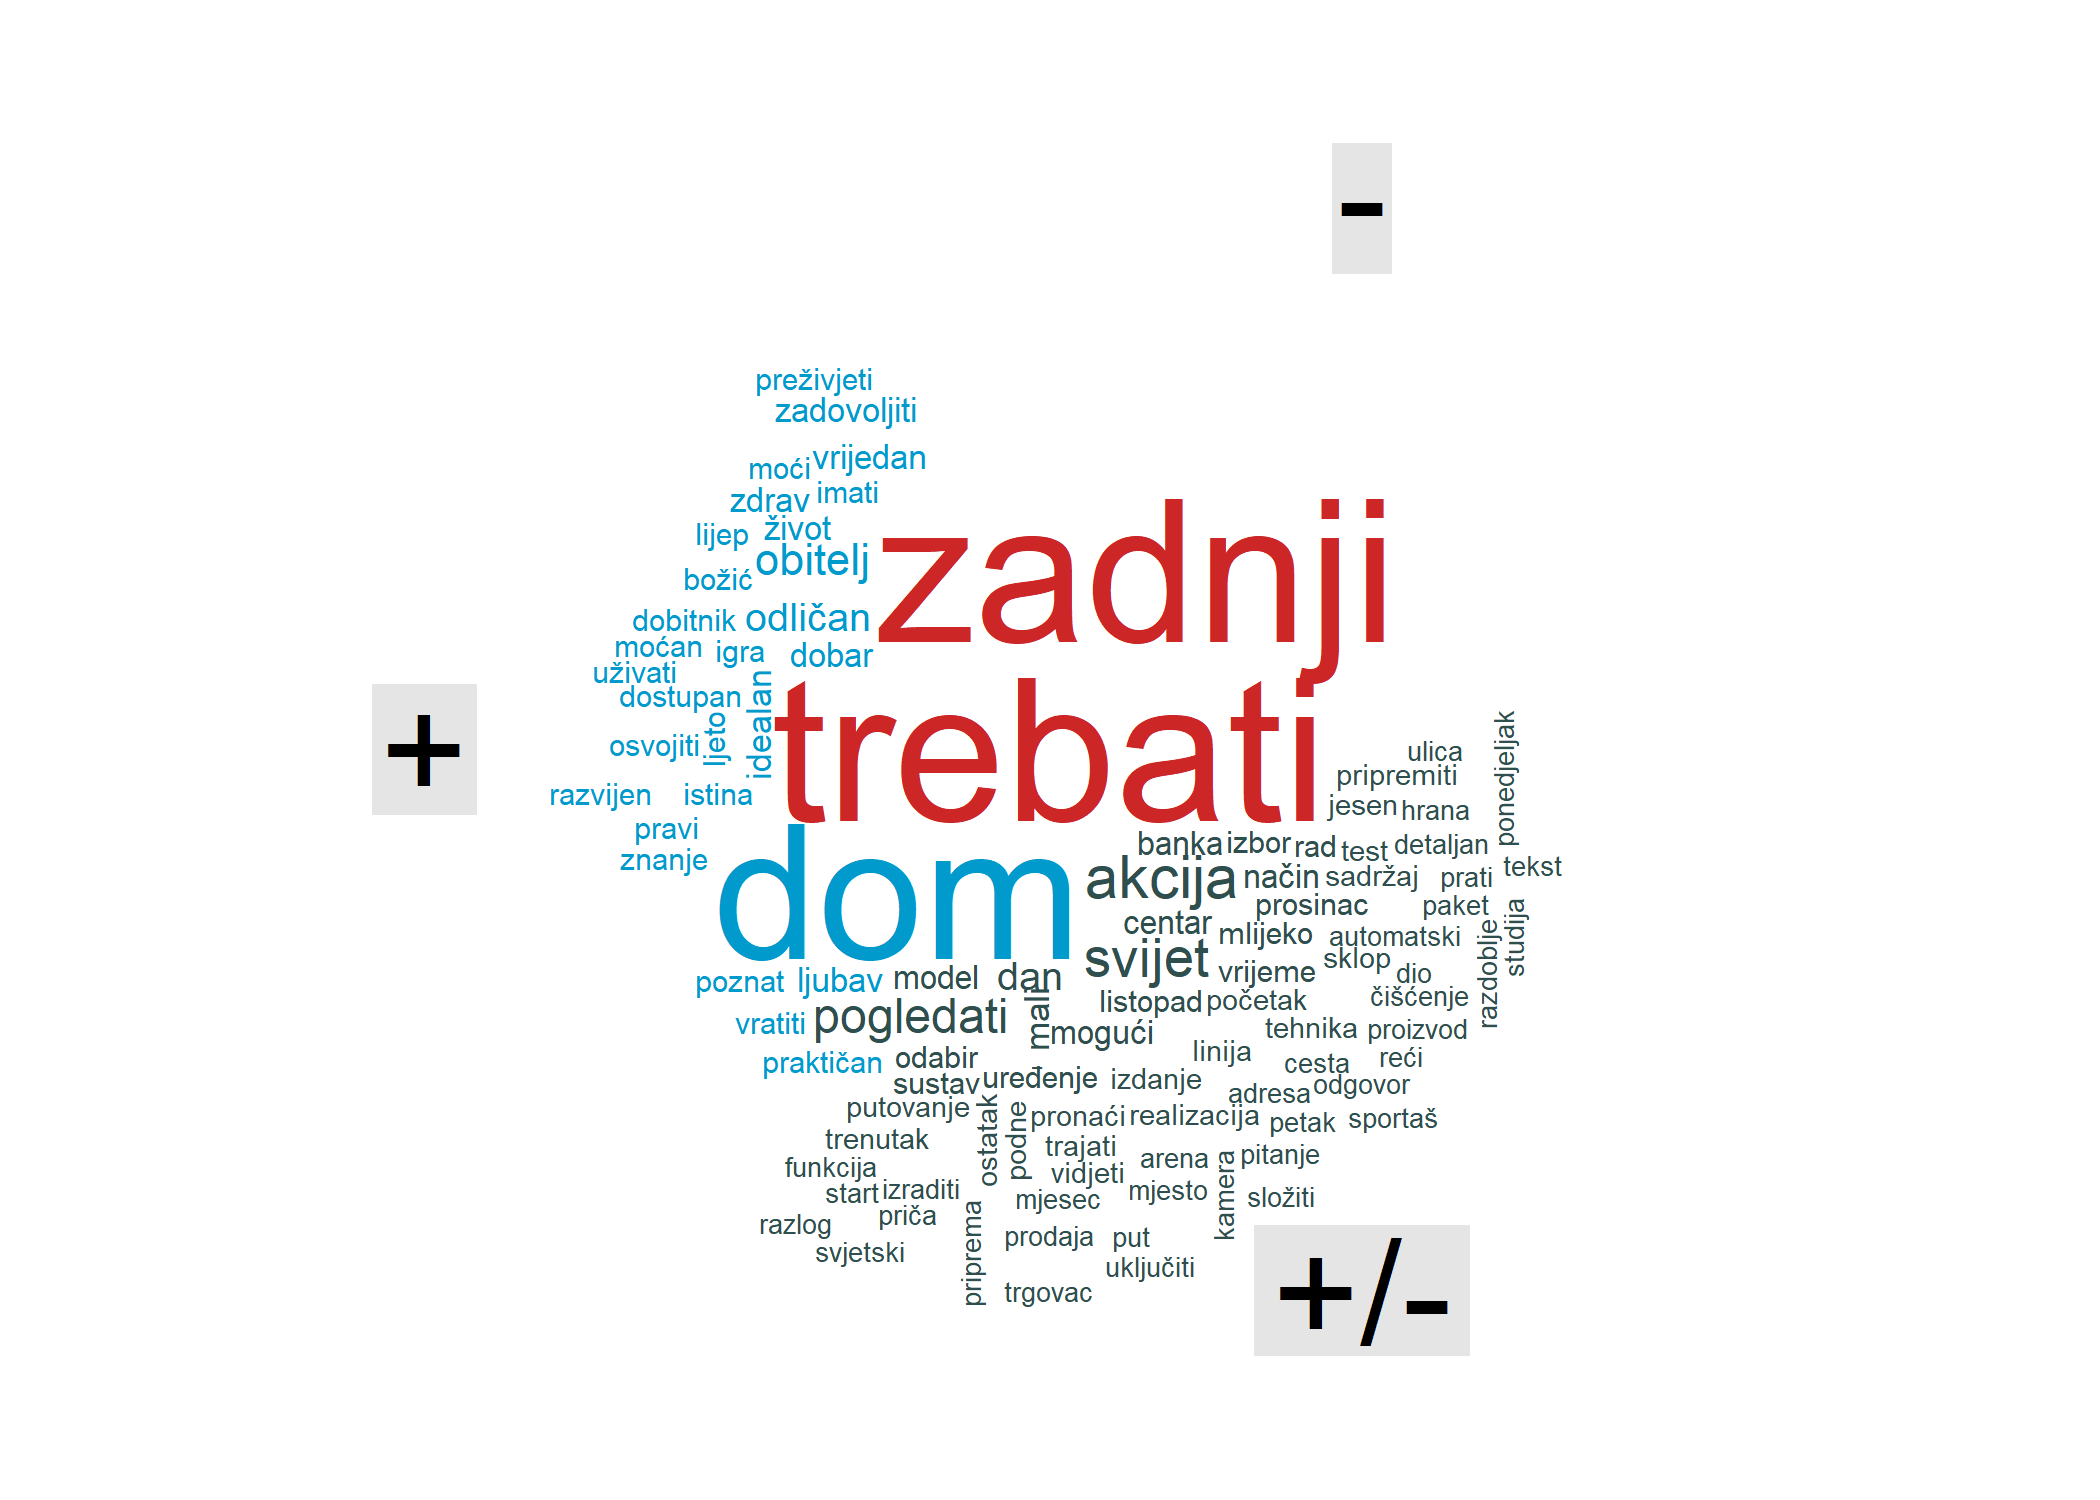 -
preživjeti
zadovoljiti
vrijedan
moći
imati
zdrav
zadnji
život
lijep
obitelj
božić
odličan
dobitnik
moćan
igra
dobar
uživati
dostupan
idealan
trebati
+
ljeto
osvojiti
ulica
ponedjeljak
pripremiti
razvijen
istina
jesen
hrana
pravi
znanje
dom
banka
izbor
rad
test
detaljan
akcija
način
sadržaj
prati
tekst
prosinac
paket
centar
mlijeko
automatski
studija
svijet
vrijeme
sklop
dio
razdoblje
poznat
ljubav
model
dan
listopad
početak
čišćenje
vratiti
pogledati
mali
mogući
tehnika
proizvod
praktičan
odabir
linija
cesta
reći
sustav
uređenje
izdanje
adresa
odgovor
putovanje
ostatak
podne
pronaći
realizacija
petak
sportaš
trenutak
trajati
arena
pitanje
funkcija
vidjeti
kamera
start
izraditi
mjesec
mjesto
složiti
razlog
priča
priprema
prodaja
put
svjetski
uključiti
trgovac
+/-